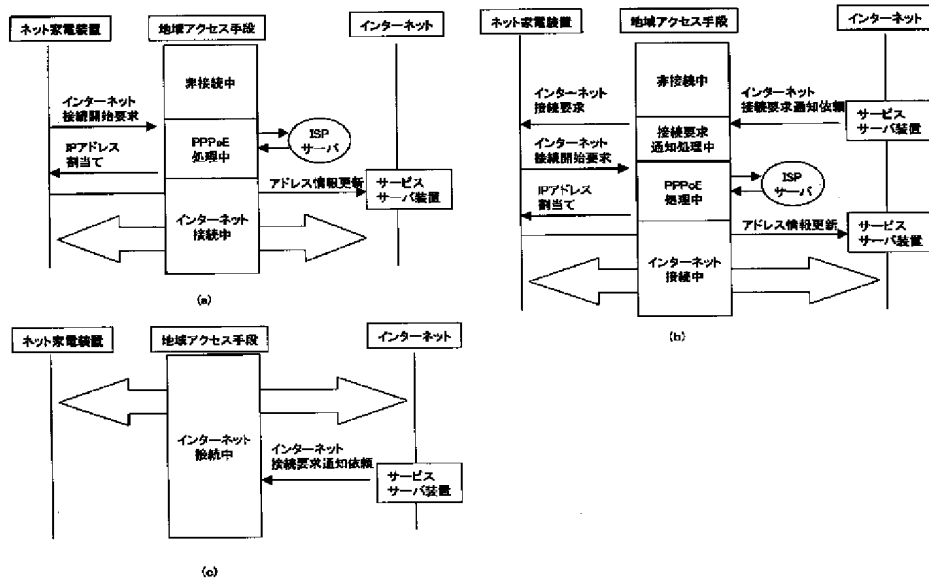 ネット家電装置
地域アクセス手段
インターネット
非接続中
インターネット
接続開始要求
PPPoE
処理中
ISP
サーバ
IPアドレス
割当て
アドレス情報更新
サービス
サーバ装置
インターネット
接続中
(a)
ネット家電装置
地域アクセス手段
インターネット
非接続中
インターネット
接続要求
インターネット
接続要求通知依頼
サービス
サーバ装置
接続要求
通知処理中
インターネット
接続開始要求
PPPoE
処理中
ISP
サーバ
IPアドレス
割当て
アドレス情報更新
サービス
サーバ装置
インターネット
接続中
(b)
ネット家電装置
地域アクセス手段
インターネット
インターネット
接続中
インターネット
接続要求通知依頼
サービス
サーバ装置
(c)